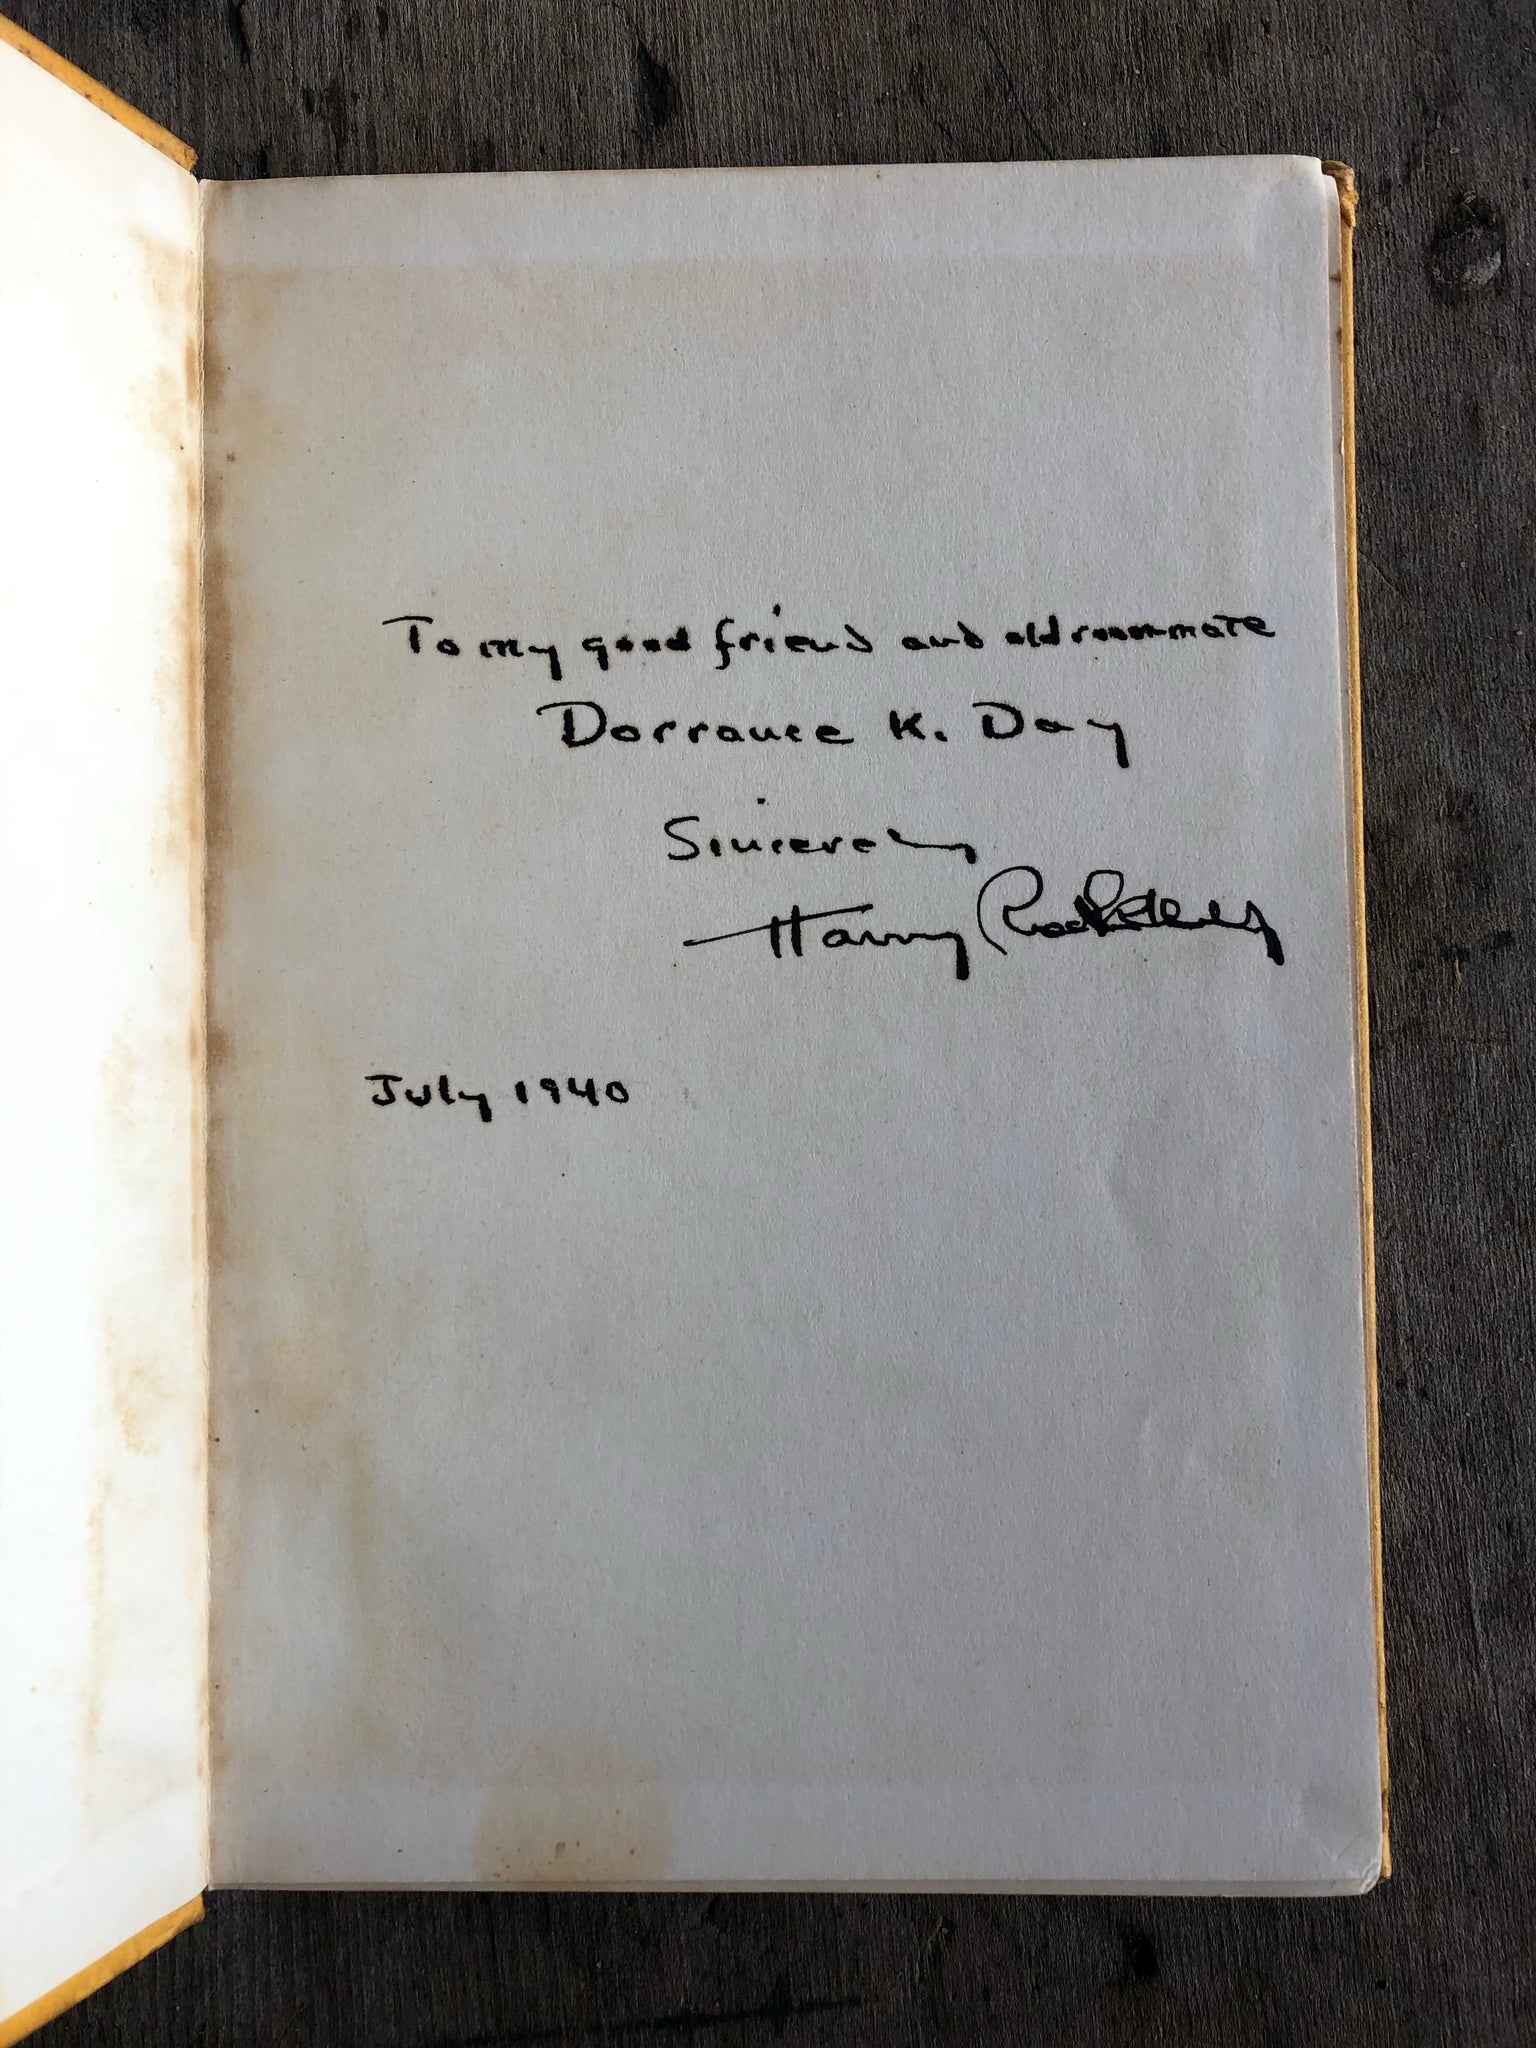 To my good friend and old roommate
Dorrance K. Day
Sincerely
Harry
July 1940